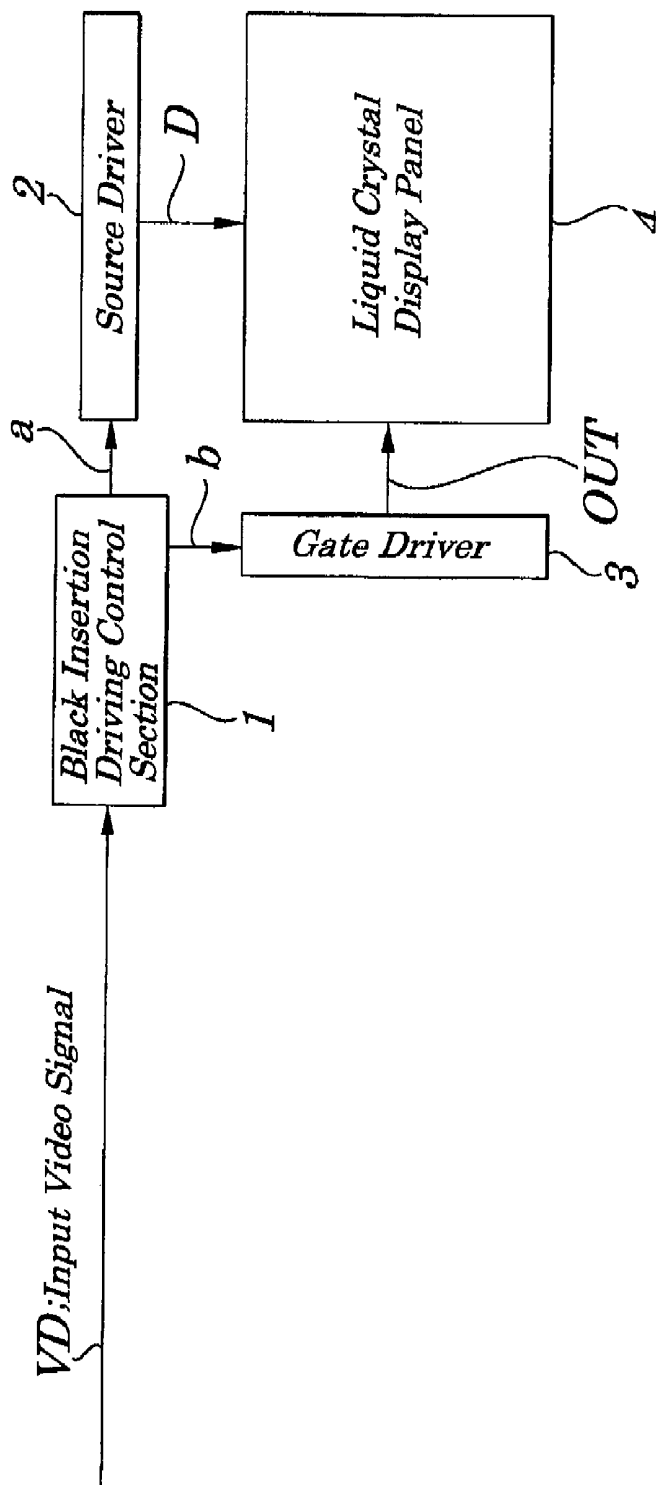 VD;Input Video Signal
Black Insertion
Driving Control
Section
1
a
b
2
Source Driver
D
Gate Driver
3
OUT
Liquid Crystal
Display Panel
4